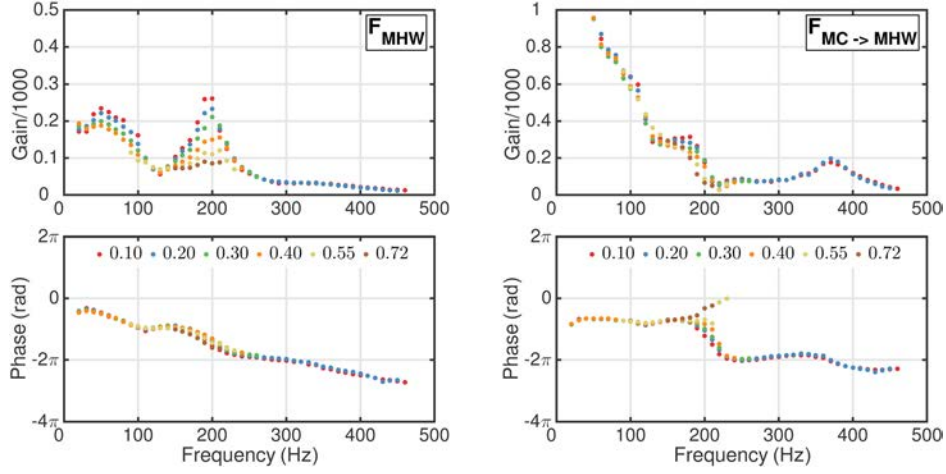 F MHW
Gain/1000
0.5
0.4
0.3
0.2
0.1
0
0 100 200 300 400 500
F MC -> MHW
Gain/1000
1
0.8
0.6
0.4
0.2
0
0 100 200 300 400 500
0.10 0.20 0.30 0.40 0.55 0.72
Phase (rad)
2π
0
-2π
-4π
0 100 200 300 400 500
Frequency (Hz)
0.10 0.20 0.30 0.40 0.55 0.72
Phase (rad)
2π
0
-2π
-4π
0 100 200 300 400 500
Frequency (Hz)